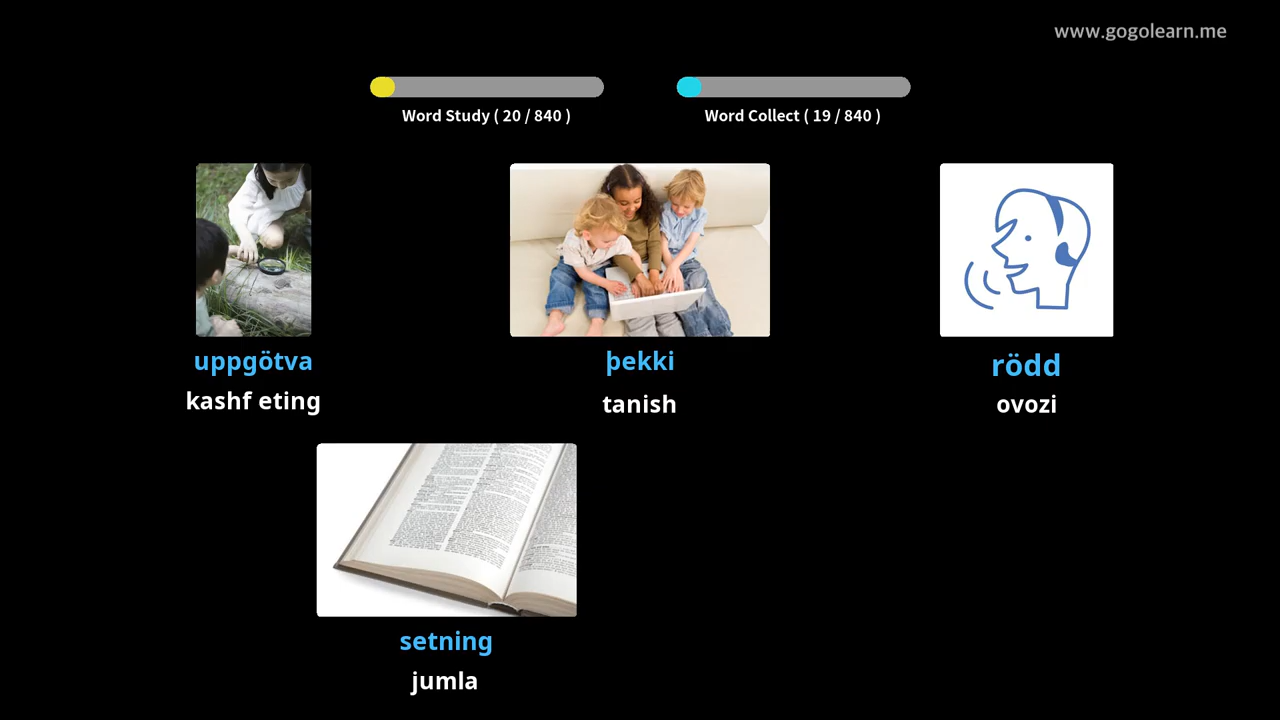 www.gogolearn.me
Word Study ( 20 / 840 )
Word Collect ( 19 / 840 )
uppgötva
þekki
rödd
kashf eting
tanish
ovozi
setning
jumla